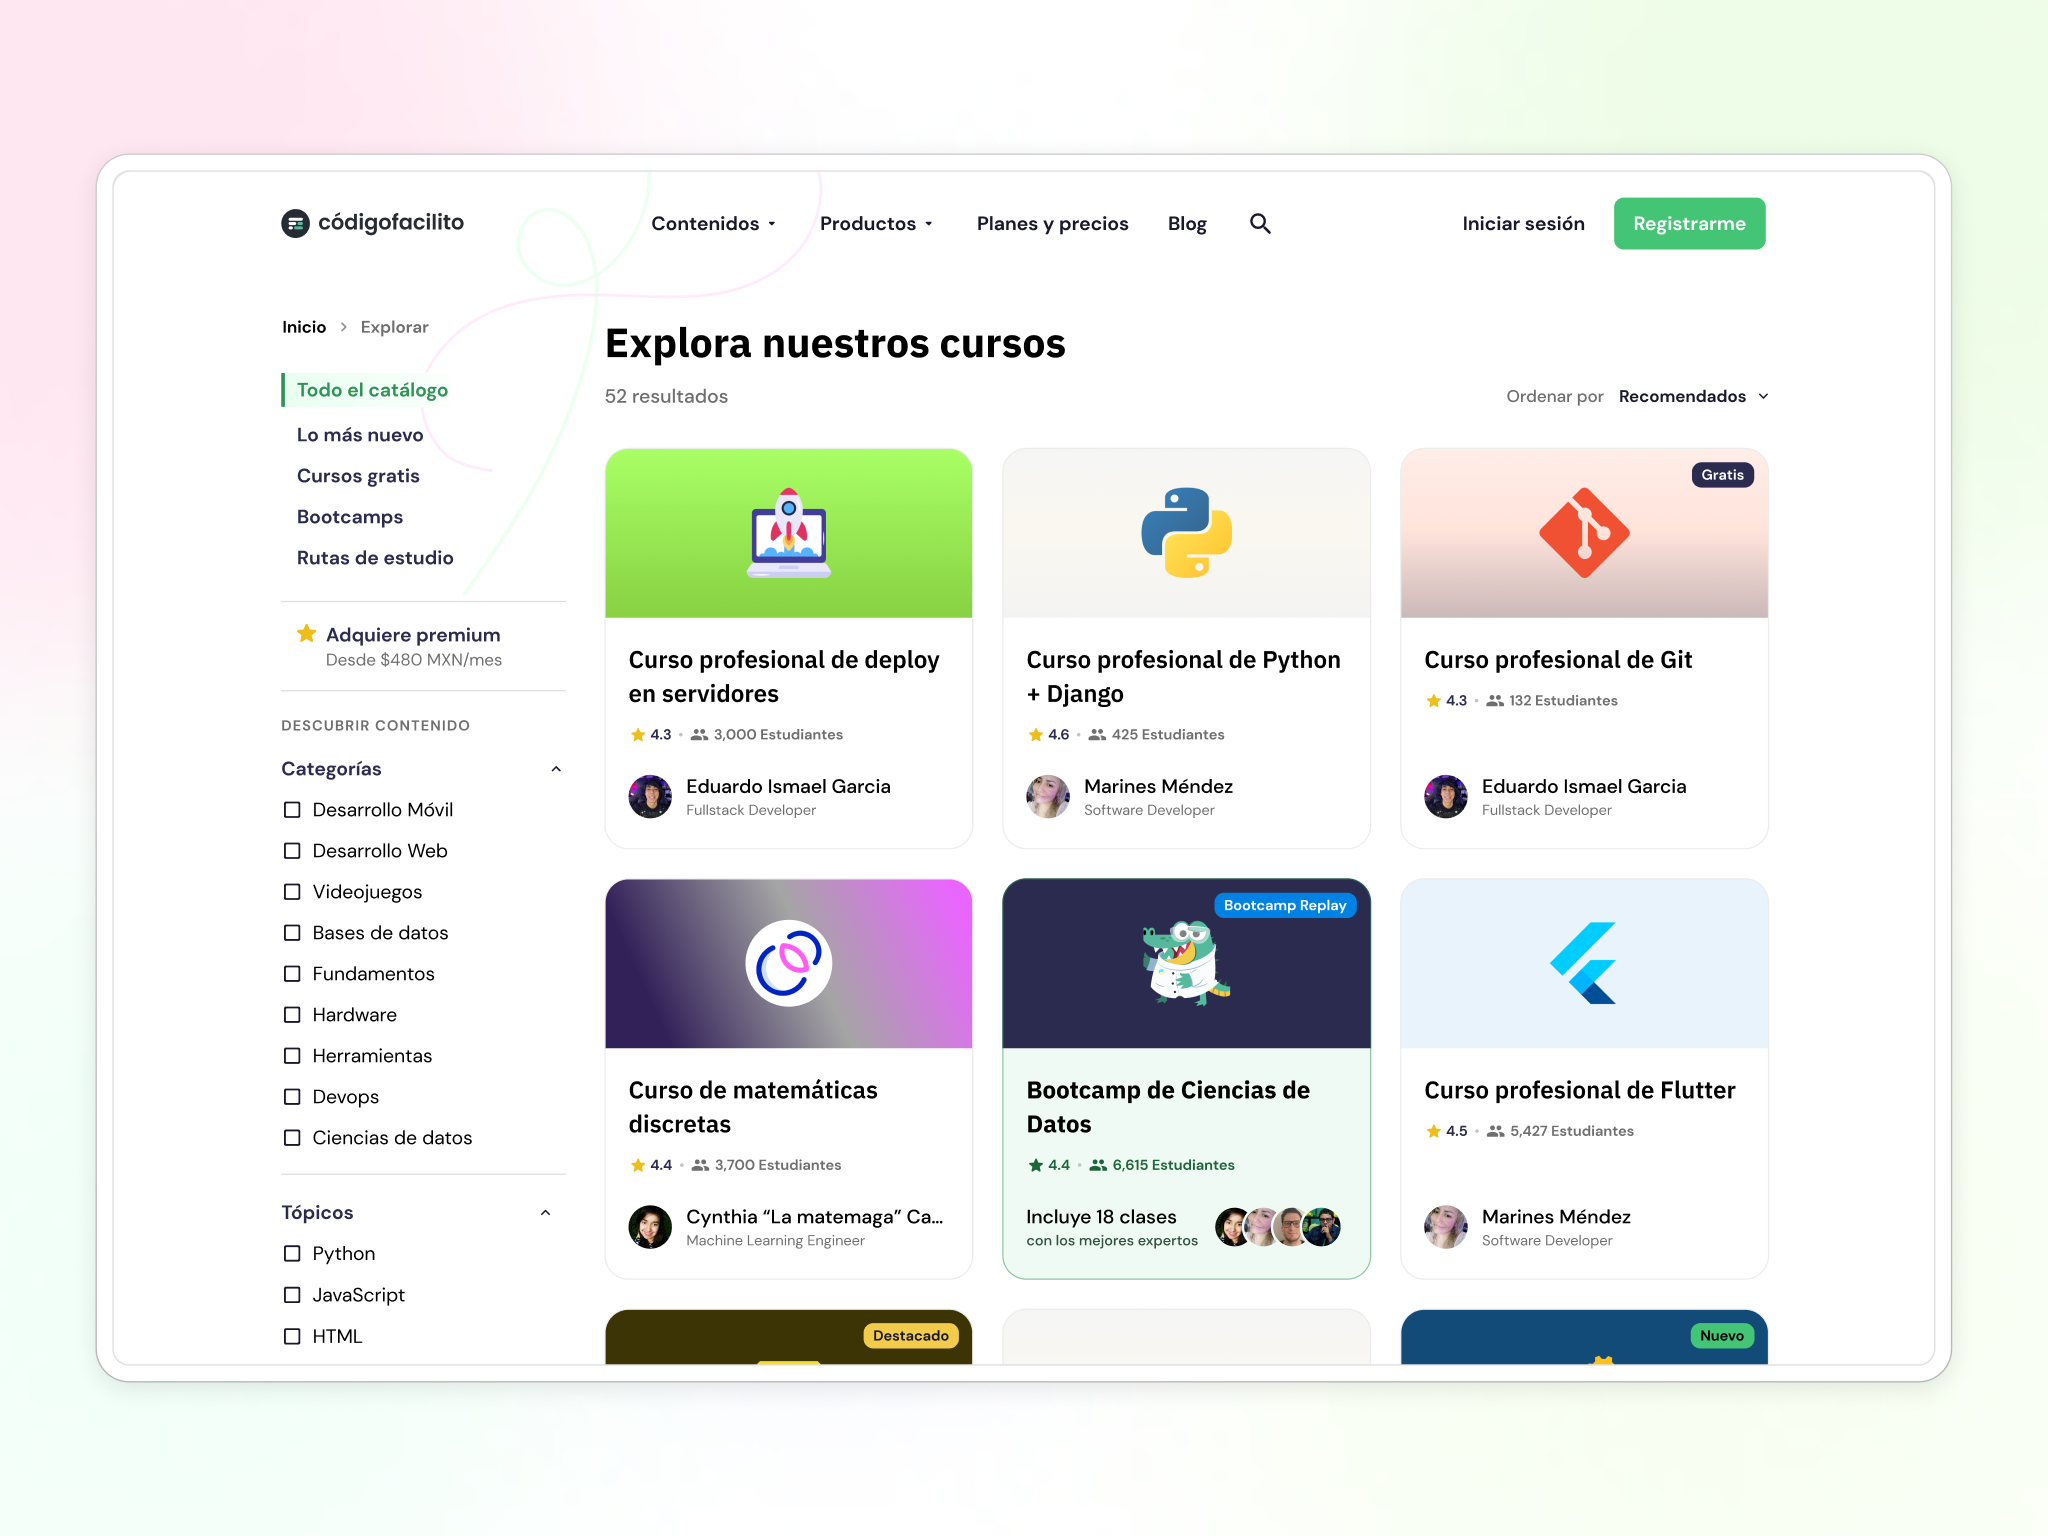 códigofacilito
Contenidos
Productos
Planes y precios
Blog
Iniciar sesión
Registrarme
Inicio > Explorar
Todo el catálogo
Lo más nuevo
Cursos gratis
Bootcamps
Rutas de estudio
Adquiere premium
Desde $480 MXN/mes
DESCUBRIR CONTENIDO
Categorías
Desarrollo Móvil
Desarrollo Web
Videojuegos
Bases de datos
Fundamentos
Hardware
Herramientas
Devops
Ciencias de datos
Tópicos
Python
JavaScript
HTML
Explora nuestros cursos
52 resultados
Ordenar por Recomendados
Curso profesional de deploy
en servidores
4.3 • 3,000 Estudiantes
Eduardo Ismael Garcia
Fullstack Developer
Curso profesional de Python
+ Django
4.6 • 425 Estudiantes
Marines Méndez
Software Developer
Gratis
Curso profesional de Git
4.3 • 132 Estudiantes
Eduardo Ismael Garcia
Fullstack Developer
Curso de matemáticas
discretas
4.4 • 3,700 Estudiantes
Cynthia “La matemaga” Ca...
Machine Learning Engineer
Bootcamp Replay
Bootcamp de Ciencias de
Datos
4.4 • 6,615 Estudiantes
Incluye 18 clases
con los mejores expertos
Curso profesional de Flutter
4.5 • 5,427 Estudiantes
Marines Méndez
Software Developer
Destacado
Nuevo